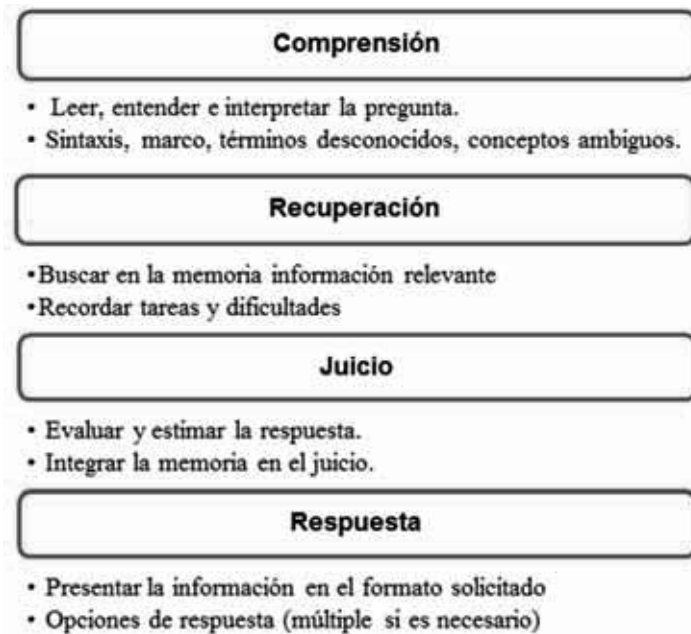 Comprensión
• Leer, entender e interpretar la pregunta.
• Sintaxis, marco, términos desconocidos, conceptos ambiguos.
Recuperación
•Buscar en la memoria información relevante
•Recordar tareas y dificultades
Juicio
• Evaluar y estimar la respuesta.
• Integrar la memoria en el juicio.
Respuesta
• Presentar la información en el formato solicitado
• Opciones de respuesta (múltiple si es necesario)